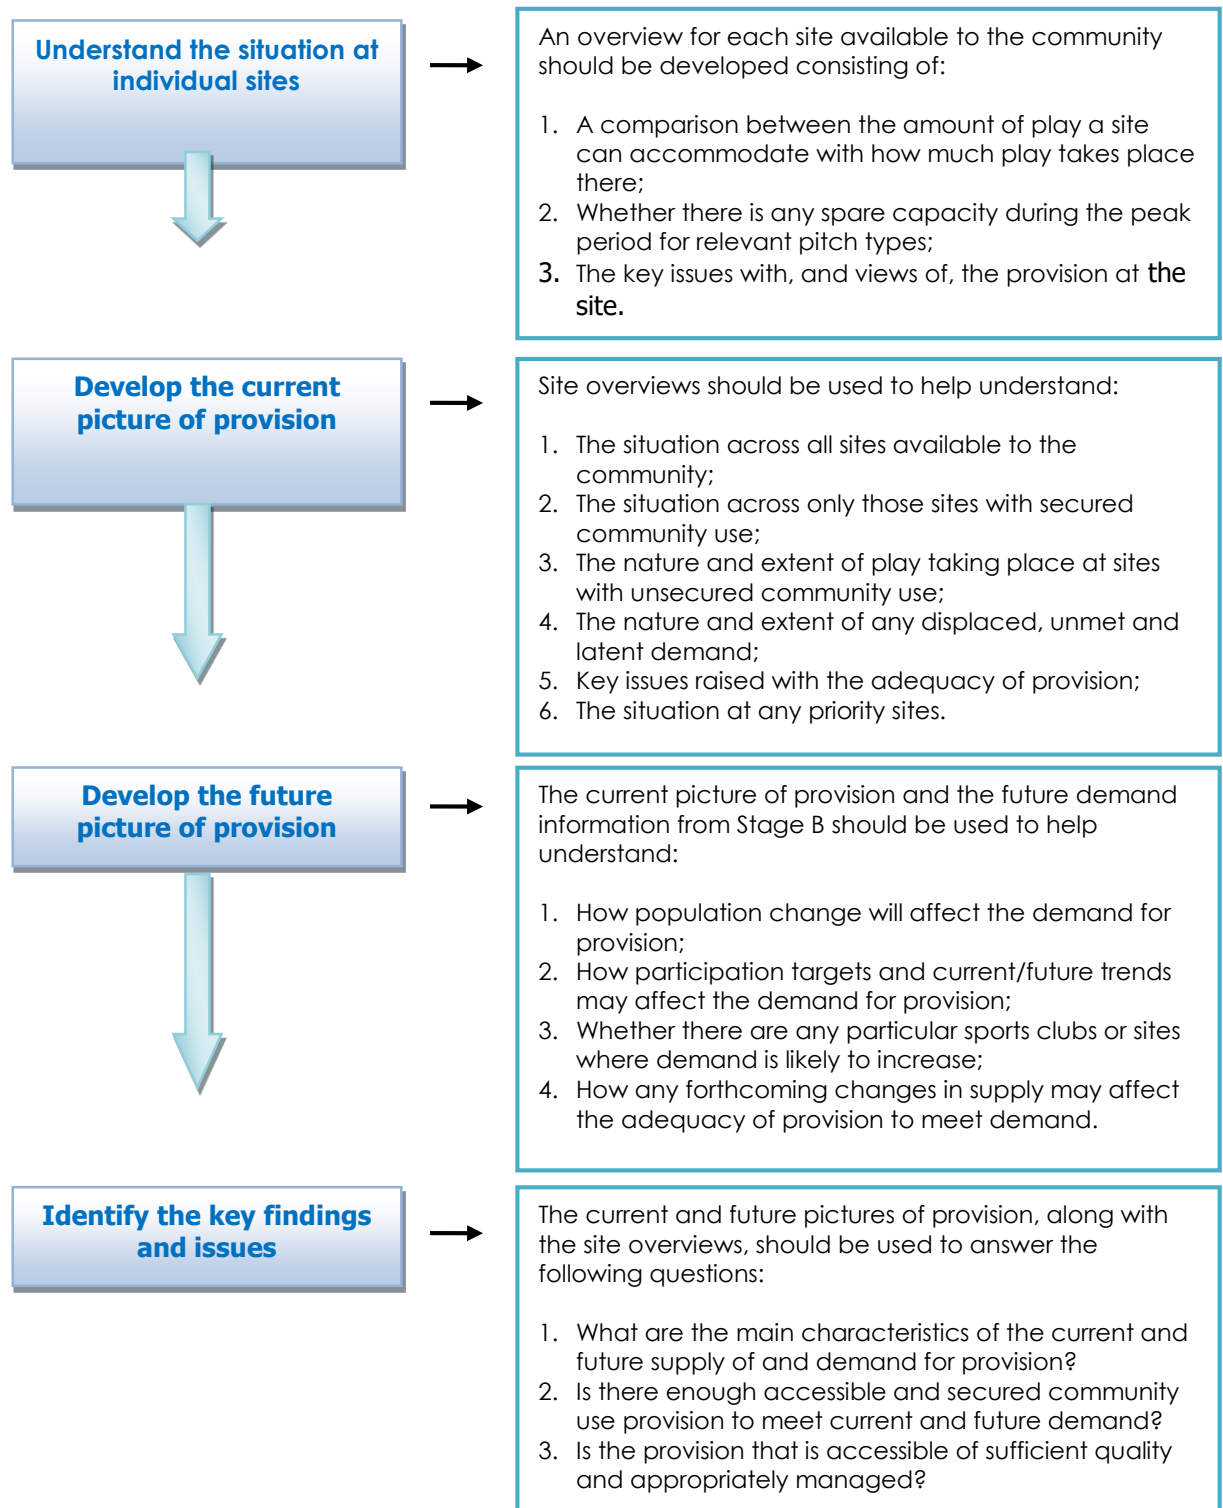 Understand the situation at
individual sites
An overview for each site available to the community
should be developed consisting of:
1. A comparison between the amount of play a site
can accommodate with how much play takes place
there;
2. Whether there is any spare capacity during the peak
period for relevant pitch types;
3. The key issues with, and views of, the provision at the
site.
Develop the current
picture of provision
Site overviews should be used to help understand:
1. The situation across all sites available to the
community;
2. The situation across only those sites with secured
community use;
3. The nature and extent of play taking place at sites
with unsecured community use;
4. The nature and extent of any displaced, unmet and
latent demand;
5. Key issues raised with the adequacy of provision;
6. The situation at any priority sites.
Develop the future
picture of provision
The current picture of provision and the future demand
information from Stage B should be used to help
understand:
1. How population change will affect the demand for
provision;
2. How participation targets and current/future trends
may affect the demand for provision;
3. Whether there are any particular sports clubs or sites
where demand is likely to increase;
4. How any forthcoming changes in supply may affect
the adequacy of provision to meet demand.
Identify the key findings
and issues
The current and future pictures of provision, along with
the site overviews, should be used to answer the
following questions:
1. What are the main characteristics of the current and
future supply of and demand for provision?
2. Is there enough accessible and secured community
use provision to meet current and future demand?
3. Is the provision that is accessible of sufficient quality
and appropriately managed?